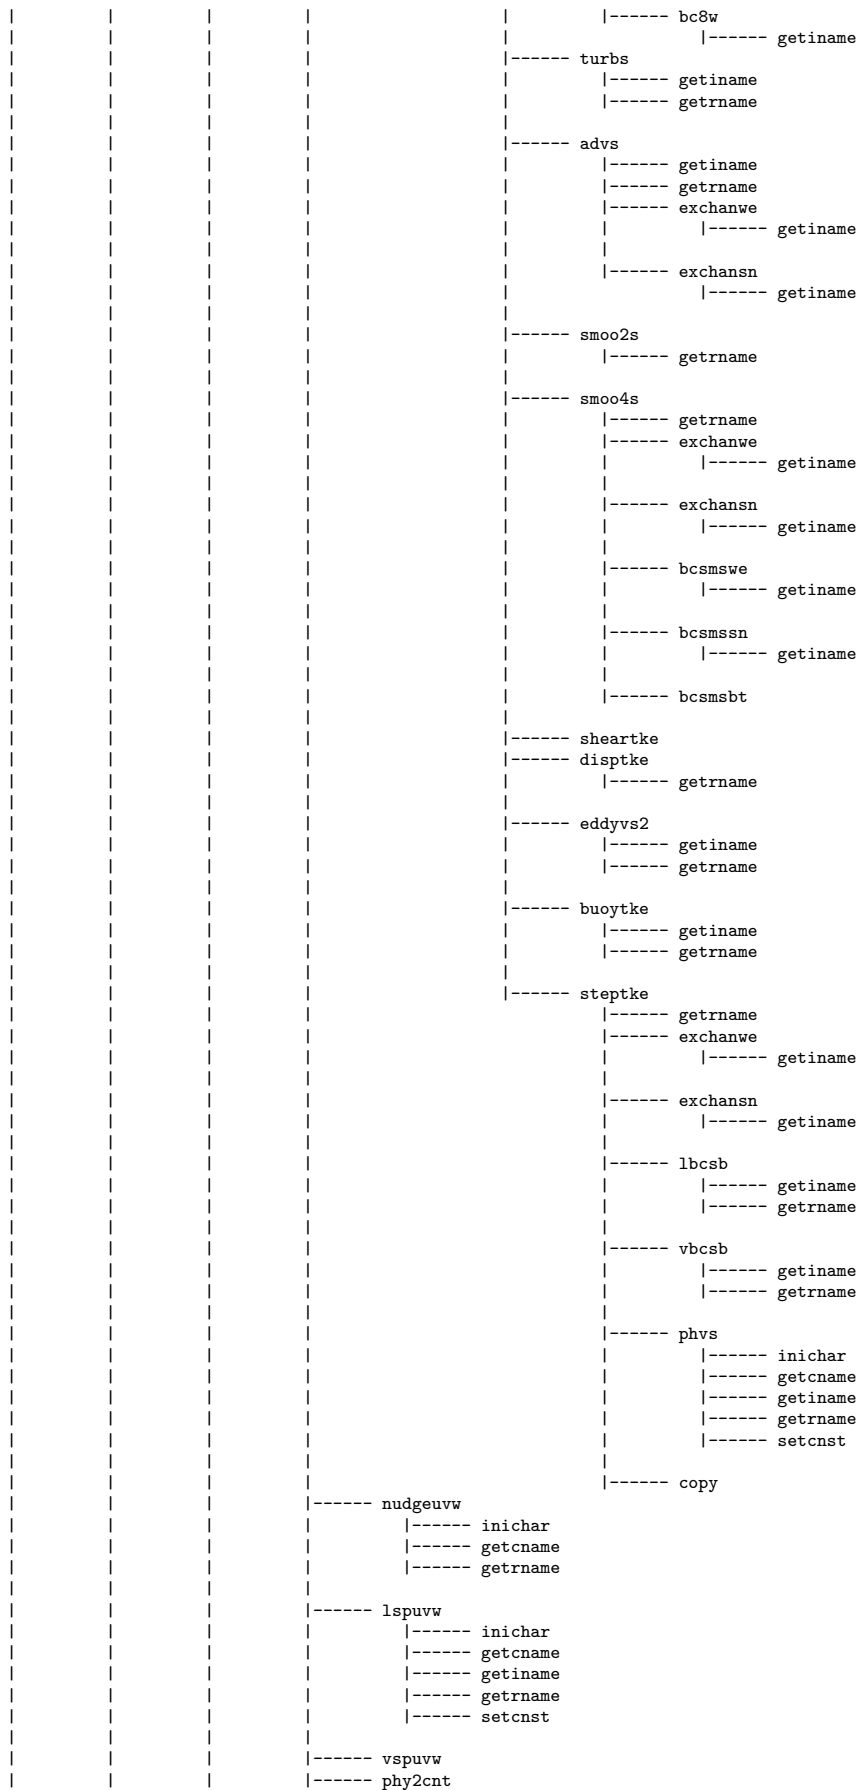 |           |           |           |                       |           |------ bc8w
|           |           |           |                       |                       |------ getiname
|           |           |           |                       |------ turbs
|           |           |           |                       |           |------ getiname
|           |           |           |                       |           |------ getrname
|           |           |           |                       |
|           |           |           |                       |------ advs
|           |           |           |                       |           |------ getiname
|           |           |           |                       |           |------ getrname
|           |           |           |                       |           |------ exchanwe
|           |           |           |                       |           |           |------ getiname
|           |           |           |                       |           |
|           |           |           |                       |           |------ exchansn
|           |           |           |                       |                       |------ getiname
|           |           |           |                       |
|           |           |           |                       |------ smoo2s
|           |           |           |                       |           |------ getrname
|           |           |           |                       |
|           |           |           |                       |------ smoo4s
|           |           |           |                       |           |------ getrname
|           |           |           |                       |           |------ exchanwe
|           |           |           |                       |           |           |------ getiname
|           |           |           |                       |           |
|           |           |           |                       |           |------ exchansn
|           |           |           |                       |           |           |------ getiname
|           |           |           |                       |           |
|           |           |           |                       |           |------ bcsmswe
|           |           |           |                       |           |           |------ getiname
|           |           |           |                       |           |
|           |           |           |                       |           |------ bcsmssn
|           |           |           |                       |           |           |------ getiname
|           |           |           |                       |           |
|           |           |           |                       |           |------ bcsmsbt
|           |           |           |                       |
|           |           |           |                       |------ sheartke
|           |           |           |                       |------ disptke
|           |           |           |                       |           |------ getrname
|           |           |           |                       |
|           |           |           |                       |------ eddyvs2
|           |           |           |                       |           |------ getiname
|           |           |           |                       |           |------ getrname
|           |           |           |                       |
|           |           |           |                       |------ buoytke
|           |           |           |                       |           |------ getiname
|           |           |           |                       |           |------ getrname
|           |           |           |                       |
|           |           |           |                       |------ steptke
|           |           |           |                                   |------ getrname
|           |           |           |                                   |------ exchanwe
|           |           |           |                                   |           |------ getiname
|           |           |           |                                   |
|           |           |           |                                   |------ exchansn
|           |           |           |                                   |           |------ getiname
|           |           |           |                                   |
|           |           |           |                                   |------ lbcsb
|           |           |           |                                   |           |------ getiname
|           |           |           |                                   |           |------ getrname
|           |           |           |                                   |
|           |           |           |                                   |------ vbcsb
|           |           |           |                                   |           |------ getiname
|           |           |           |                                   |           |------ getrname
|           |           |           |                                   |
|           |           |           |                                   |------ phvs
|           |           |           |                                   |           |------ inichar
|           |           |           |                                   |           |------ getcname
|           |           |           |                                   |           |------ getiname
|           |           |           |                                   |           |------ getrname
|           |           |           |                                   |           |------ setcnst
|           |           |           |                                   |
|           |           |           |                                   |------ copy
|           |           |           |------ nudgeuvw
|           |           |           |           |------ inichar
|           |           |           |           |------ getcname
|           |           |           |           |------ getrname
|           |           |           |
|           |           |           |------ lspuvw
|           |           |           |           |------ inichar
|           |           |           |           |------ getcname
|           |           |           |           |------ getiname
|           |           |           |           |------ getrname
|           |           |           |           |------ setcnst
|           |           |           |
|           |           |           |------ vspuvw
|           |           |           |------ phy2cnt